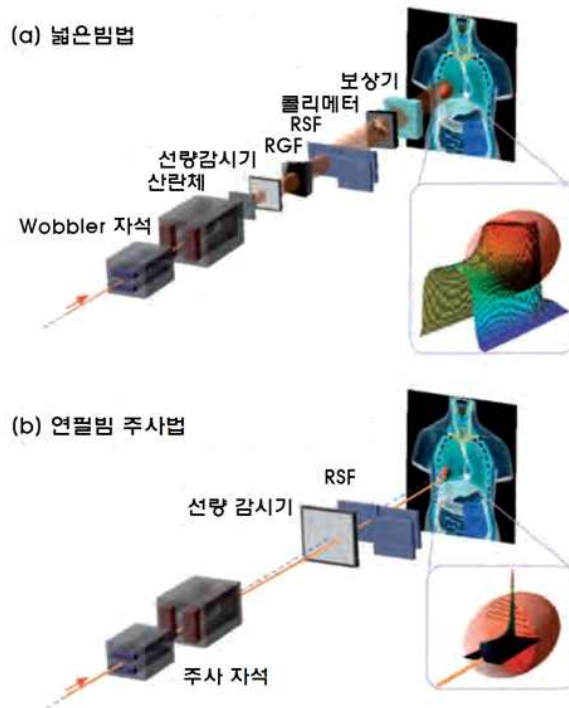 (a) 넓은빔법
보상기
콜리메터
RSF
RGF
선량감시기
산란체
Wobbler 자석
(b) 연필빔 주사법
RSF
선량 감시기
주사 자석